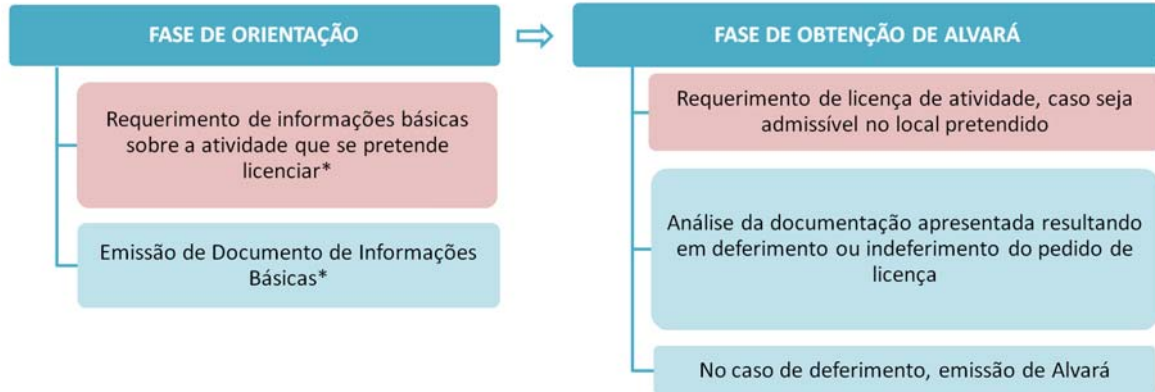 FASE DE ORIENTAÇÃO
Requerimento de informações básicas
sobre a atividade que se pretende
licenciar*
Emissão de Documento de Informações
Básicas*
FASE DE OBTENÇÃO DE ALVARÁ
Requerimento de licença de atividade, caso seja
admissível no local pretendido
Análise da documentação apresentada resultando
em deferimento ou indeferimento do pedido de
licença
No caso de deferimento, emissão de Alvará